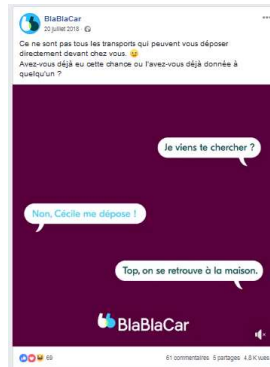 BlaBlaCar
20 juillet 2018 ·
Ce ne sont pas tous les transports qui peuvent vous déposer
directement devant chez vous. 😉
Avez-vous déjà eu cette chance ou l'avez-vous déjà donnée à
quelqu'un ?
Je viens te chercher ?
Non, Cécile me dépose !
Top, on se retrouve à la maison.
BlaBlaCar
69
61 commentaires 5 partages 4,8 K vues